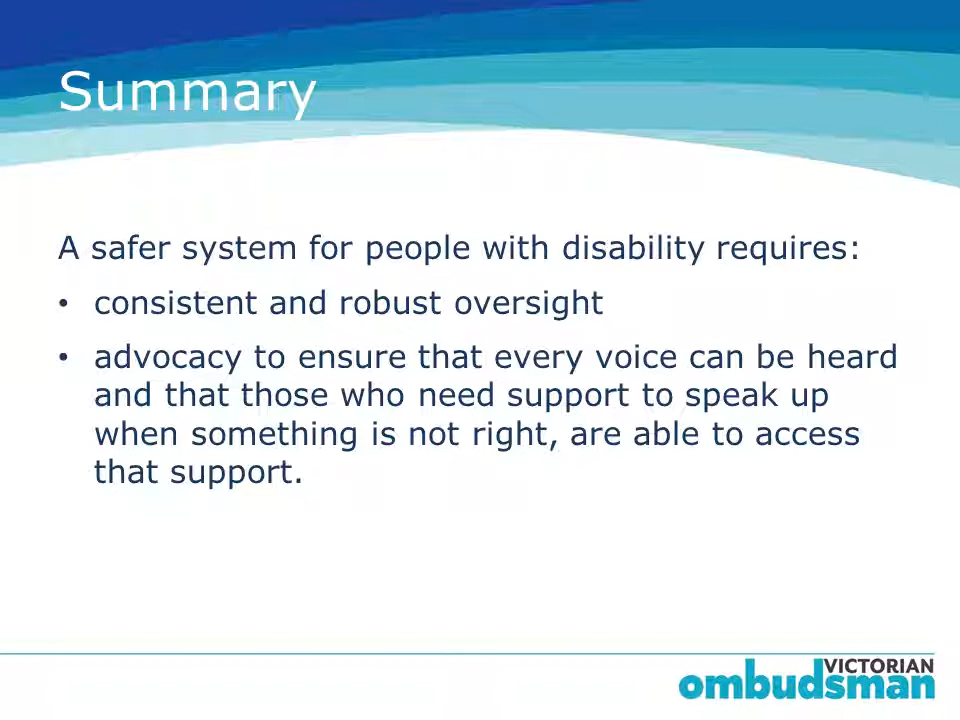 Summary
A safer system for people with disability requires:
• consistent and robust oversight
• advocacy to ensure that every voice can be heard
and that those who need support to speak up
when something is not right, are able to access
that support.
VICTORIAN
ombudsman